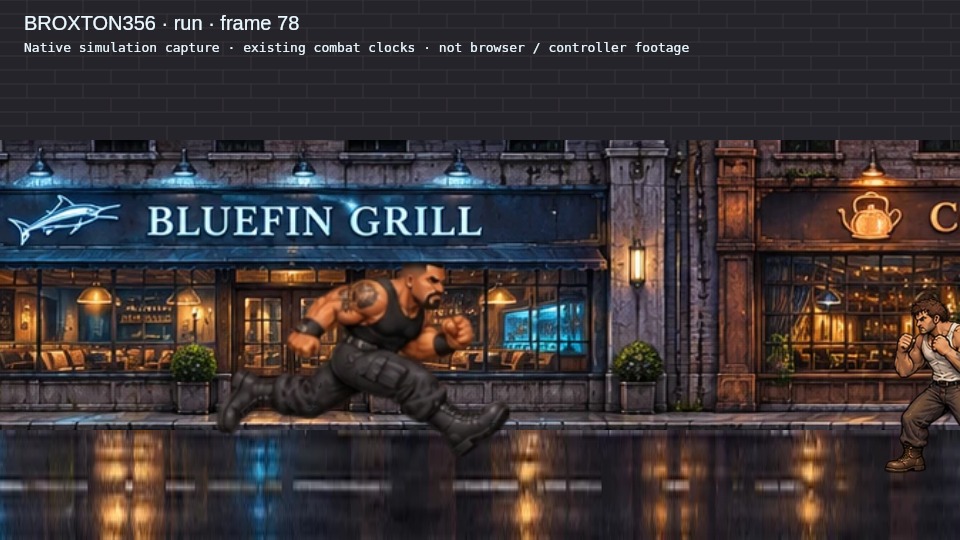 BROXTON356 · run · frame 78
Native simulation capture · existing combat clocks · not browser / controller footage
BLUEFIN GRILL
C